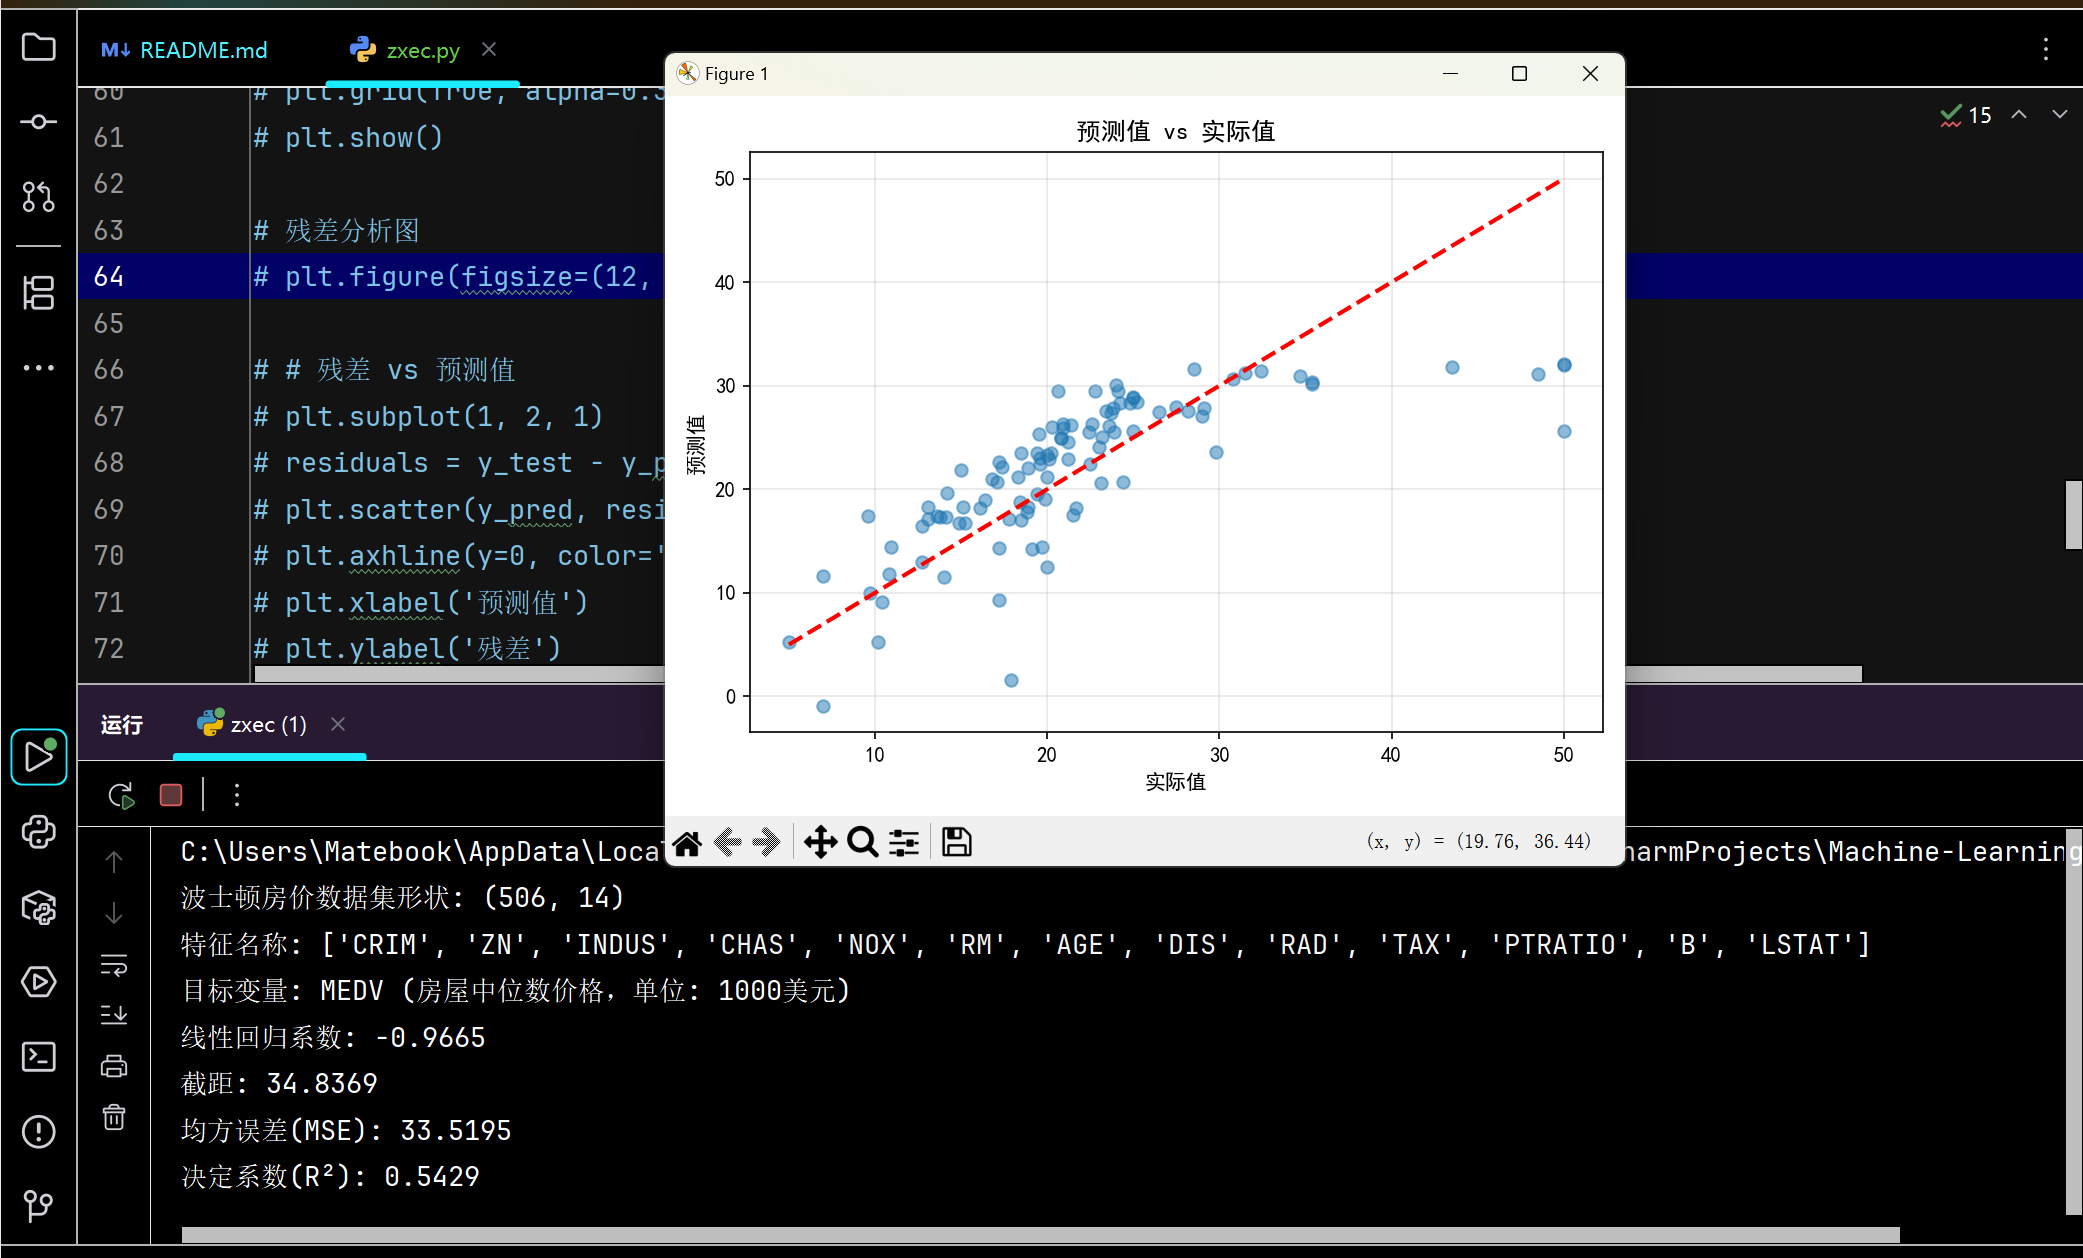 README.md
zxec.py
60 # plt.grid(True, alpha=0.3
61 # plt.show()
62
63 # 残差分析图
64 # plt.figure(figsize=(12,
65
66 # # 残差 vs 预测值
67 # plt.subplot(1, 2, 1)
68 # residuals = y_test - y_p
69 # plt.scatter(y_pred, resi
70 # plt.axhline(y=0, color='
71 # plt.xlabel('预测值')
72 # plt.ylabel('残差')
15
Figure 1
预测值 vs 实际值
50
40
30
20
10
0
预测值
10 20 30 40 50
实际值
(x, y) = (19.76, 36.44)
运行
zxec (1)
C:\Users\Matebook\AppData\Loca
harmProjects\Machine-Learning
波士顿房价数据集形状: (506, 14)
特征名称: ['CRIM', 'ZN', 'INDUS', 'CHAS', 'NOX', 'RM', 'AGE', 'DIS', 'RAD', 'TAX', 'PTRATIO', 'B', 'LSTAT']
目标变量: MEDV (房屋中位数价格，单位: 1000美元)
线性回归系数: -0.9665
截距: 34.8369
均方误差(MSE): 33.5195
决定系数(R²): 0.5429